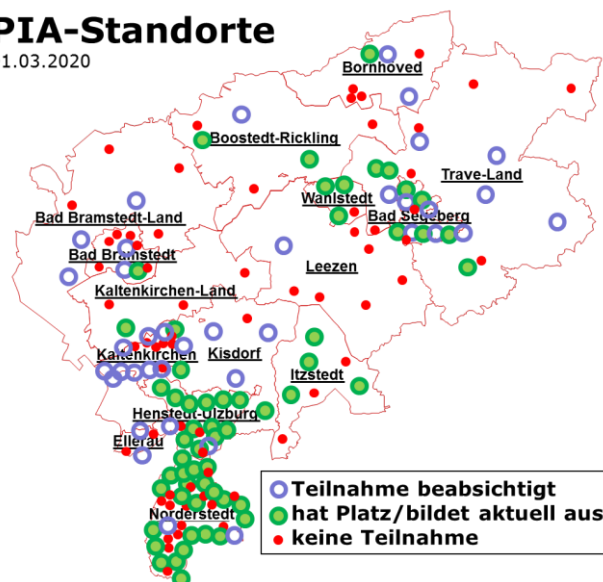 PIA-Standorte
1.03.2020
Bornhöved
Boostedt-Rickling
Trave-Land
Wahlstedt
Bad Segeberg
Bad Bramstedt-Land
Bad Bramstedt
Leezen
Kaltenkirchen-Land
Kaltenkirchen
Kisdorf
Itzstedt
Henstedt-Ulzburg
Ellerau
Norderstedt
Teilnahme beabsichtigt
hat Platz/bildet aktuell aus
keine Teilnahme